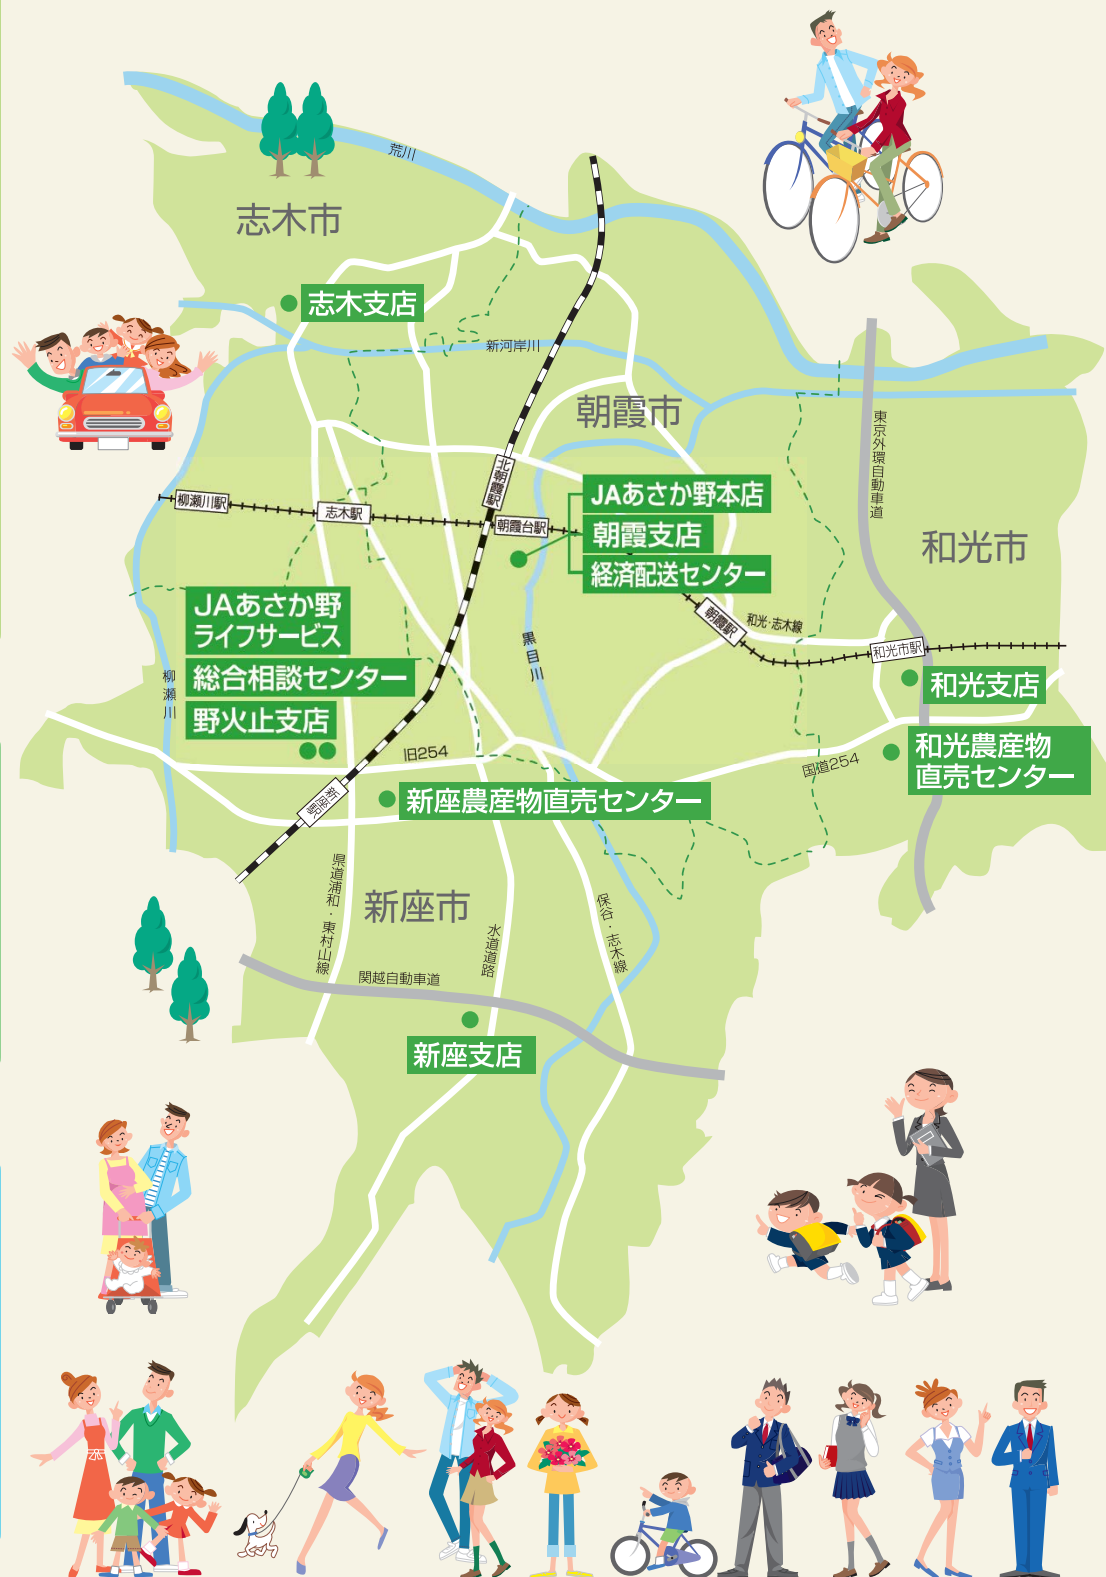 荒川
志木市
志木支店
新河岸川
朝霞市
東京外環自動車道
北朝霞駅
柳瀬川駅
志木駅
朝霞台駅
JAあさか野本店
朝霞支店
経済配送センター
和光市
JAあさか野
ライフサービス
総合相談センター
野火止支店
朝霞駅
和光・志木線
黒目川
和光市駅
柳瀬川
和光支店
旧254
国道254
和光農産物
直売センター
新座駅
新座農産物直売センター
県道浦和・東村山線
新座市
水道道路
保谷・志木線
関越自動車道
新座支店